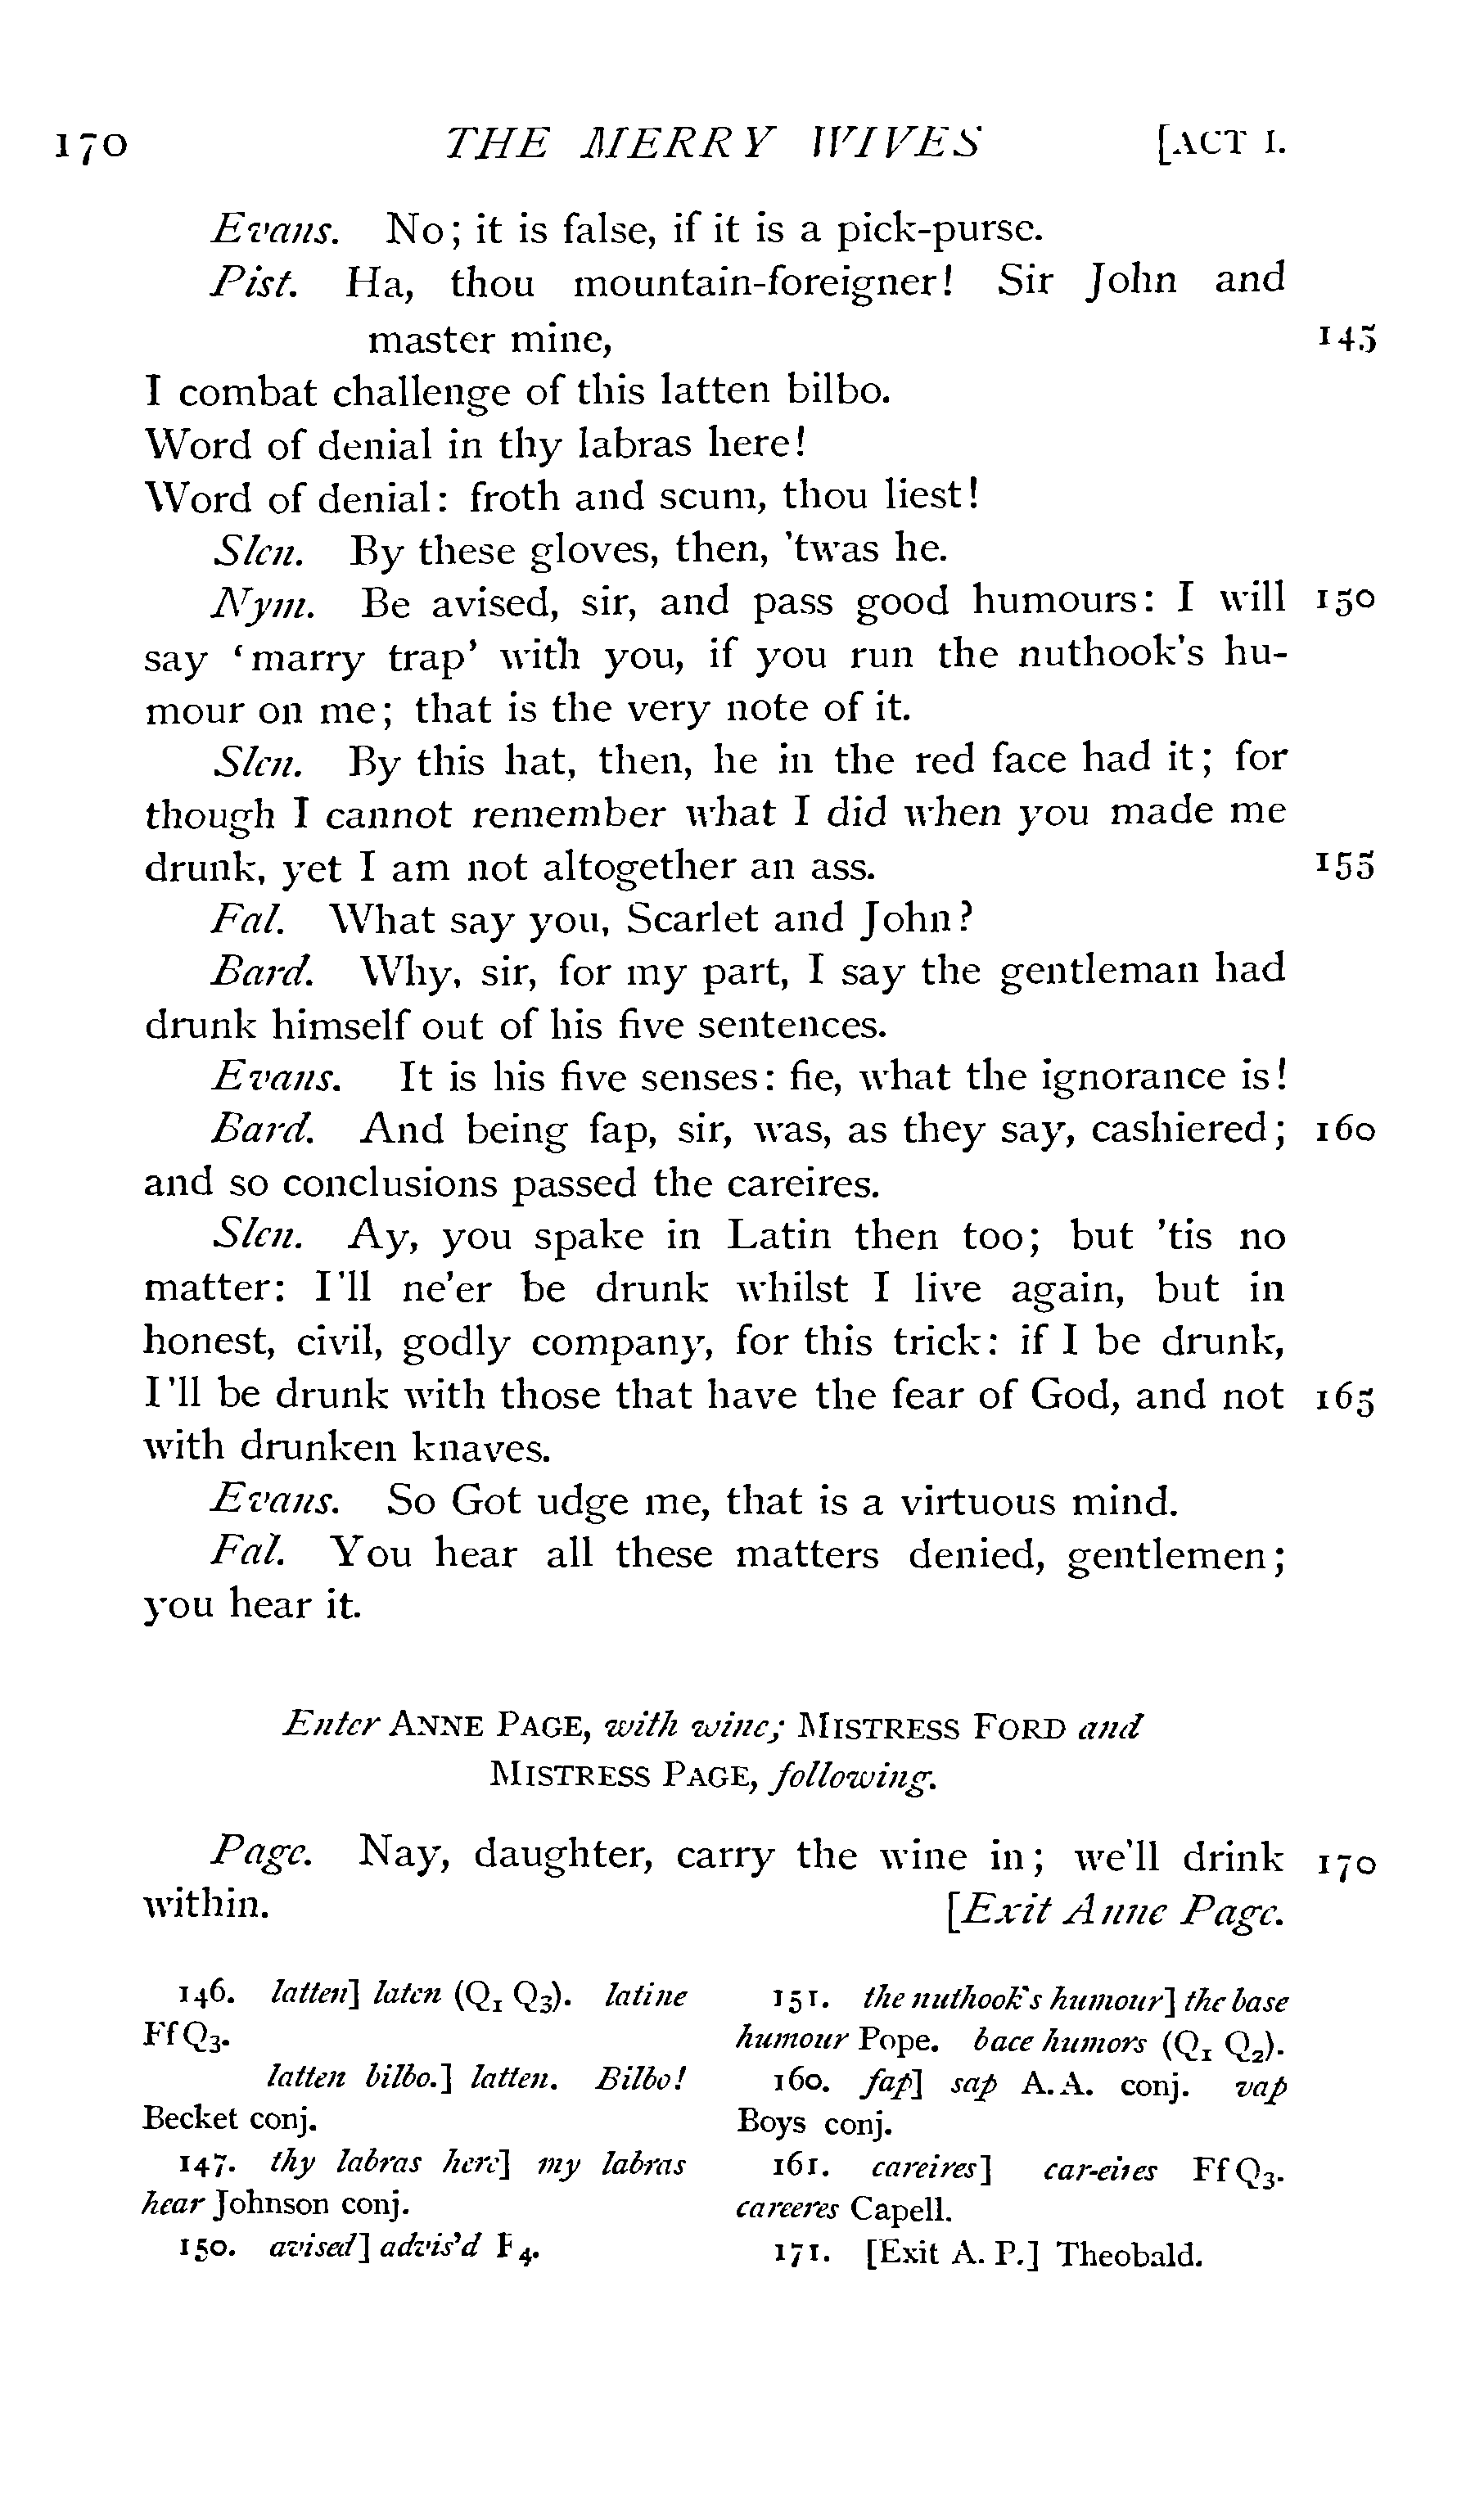 170 THE MERRY WIVES [ACT I.
Evans. No; it is false, if it is a pick-purse.
Pist. Ha, thou mountain-foreigner! Sir John and
master mine, 145
I combat challenge of this latten bilbo.
Word of denial in thy labras here!
Word of denial: froth and scum, thou liest!
Slen. By these gloves, then, 'twas he.
Nym. Be avised, sir, and pass good humours: I will 150
say 'marry trap' with you, if you run the nuthook's hu-
mour on me; that is the very note of it.
Slen. By this hat, then, he in the red face had it; for
though I cannot remember what I did when you made me
drunk, yet I am not altogether an ass. 155
Fal. What say you, Scarlet and John?
Bard. Why, sir, for my part, I say the gentleman had
drunk himself out of his five sentences.
Evans. It is his five senses: fie, what the ignorance is!
Bard. And being fap, sir, was, as they say, cashiered; 160
and so conclusions passed the careires.
Slen. Ay, you spake in Latin then too; but 'tis no
matter: I'll ne'er be drunk whilst I live again, but in
honest, civil, godly company, for this trick: if I be drunk,
I'll be drunk with those that have the fear of God, and not 165
with drunken knaves.
Evans. So Got udge me, that is a virtuous mind.
Fal. You hear all these matters denied, gentlemen;
you hear it.
Enter ANNE PAGE, with wine; MISTRESS FORD and
MISTRESS PAGE, following.
Page. Nay, daughter, carry the wine in; we'll drink 170
within. [Exit Anne Page.
146. latten] laten (Q1 Q3). latine
Ff Q3.
latten bilbo.] latten. Bilbo!
Becket conj.
147. thy labras here] my labras
hear Johnson conj.
150. avised] advis'd F4.
151. the nuthook's humour] the base
humour Pope. bace humors (Q1 Q2).
160. fap] sap A. A. conj. vap
Boys conj.
161. careires] car-eires Ff Q3.
careeres Capell.
171. [Exit A. P.] Theobald.